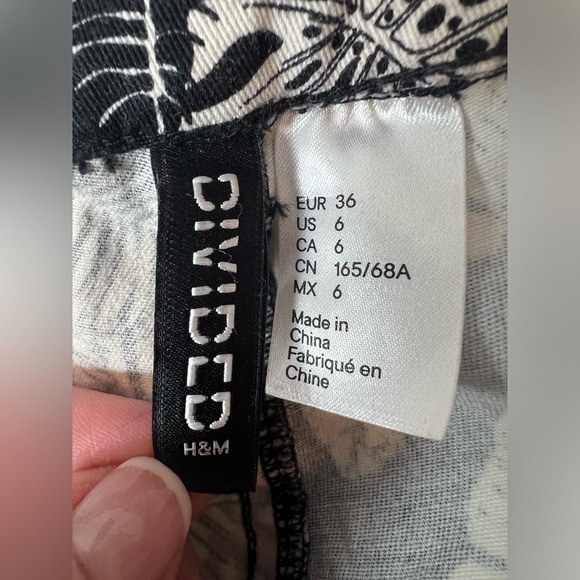 DIVIDED
H&M
EUR 36
US 6
CA 6
CN 165/68A
MX 6
Made in
China
Fabriqué en
Chine